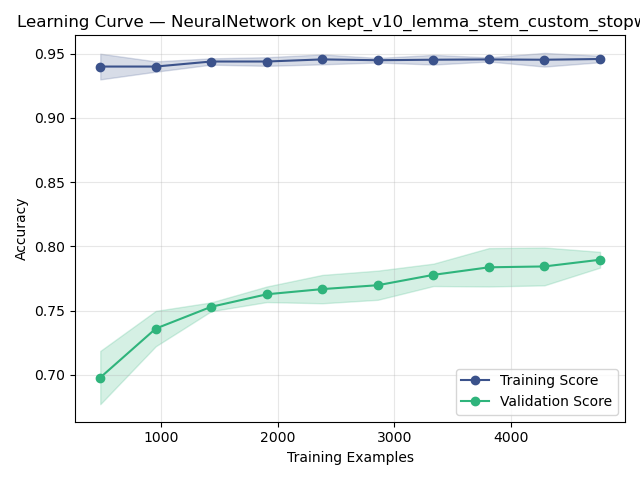 Learning Curve — NeuralNetwork on kept_v10_lemma_stem_custom_stopw
0.95
0.90
0.85
0.80
0.75
0.70
Accuracy
1000 2000 3000 4000
Training Examples
Training Score
Validation Score